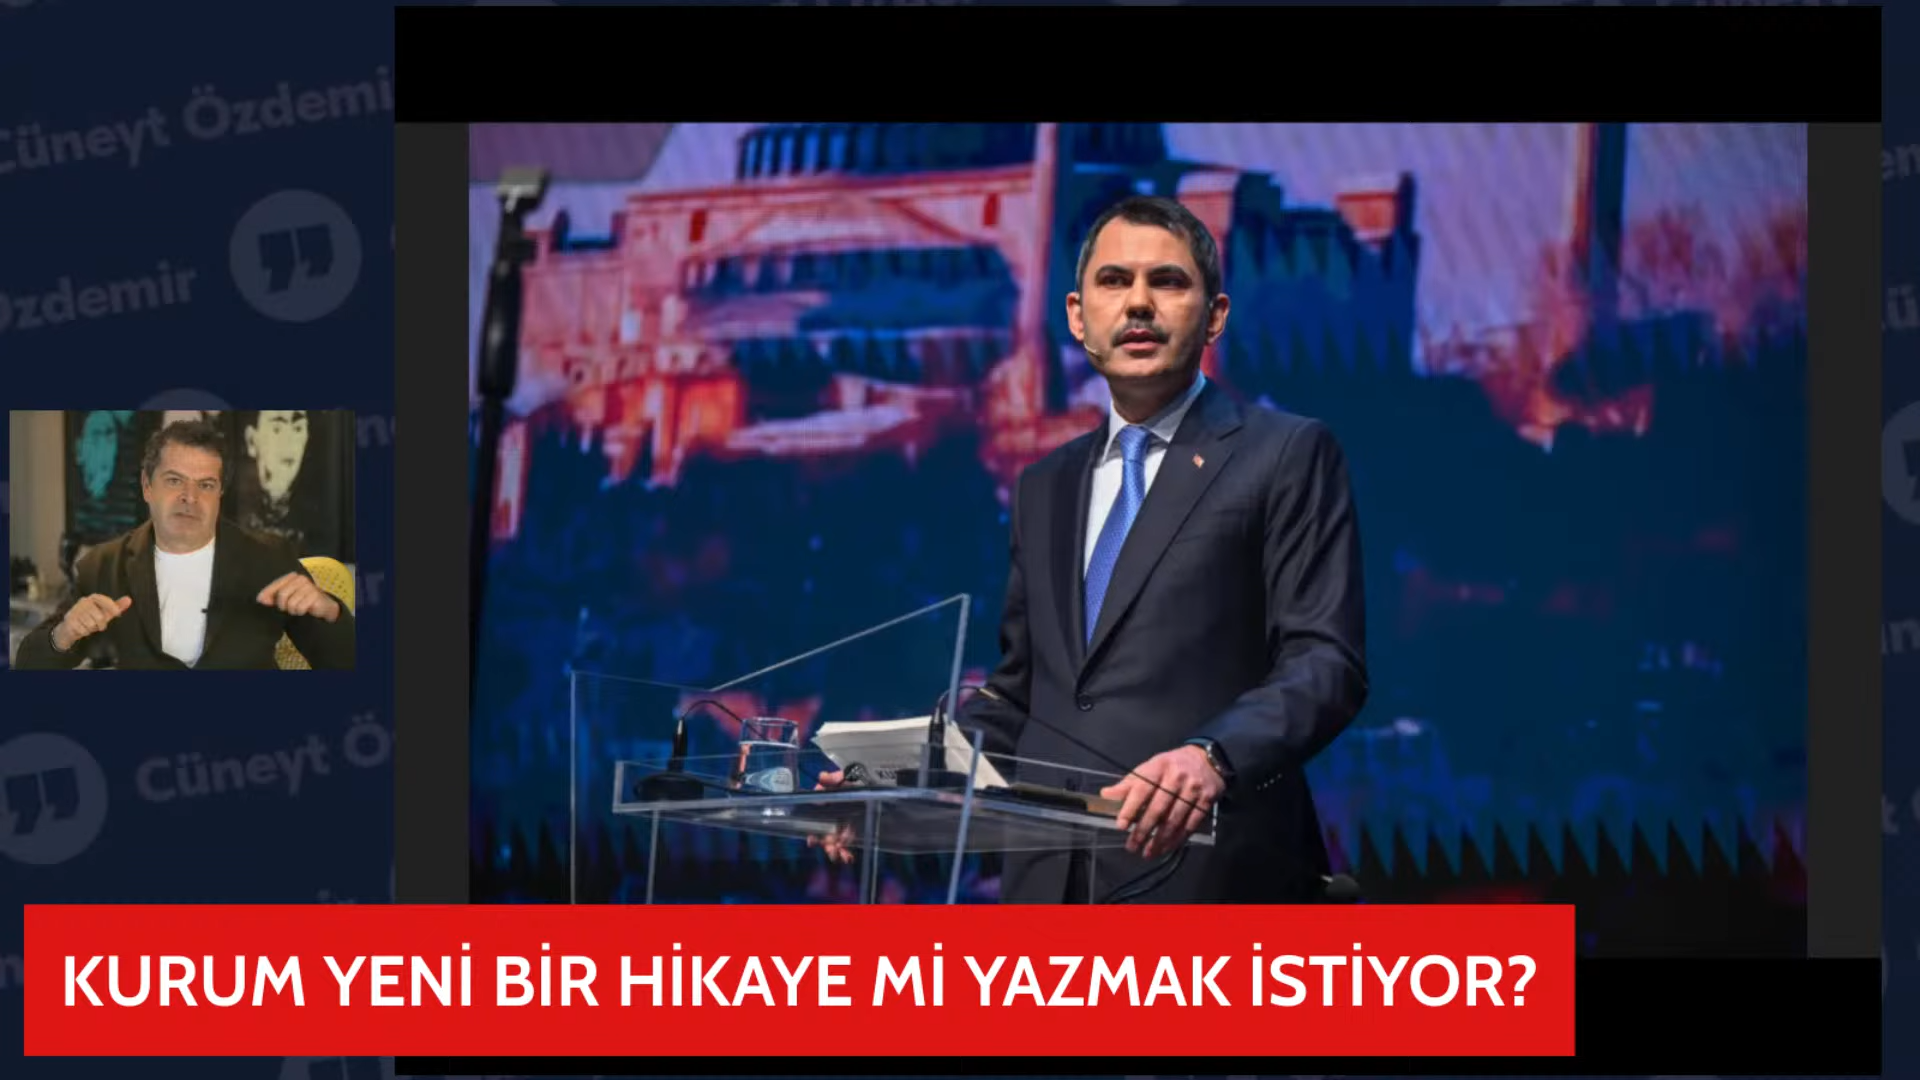 Cüneyt Özdemi
Özdemir
Cüneyt Ö
KURUM YENİ BİR HİKAYE Mİ YAZMAK İSTİYOR?